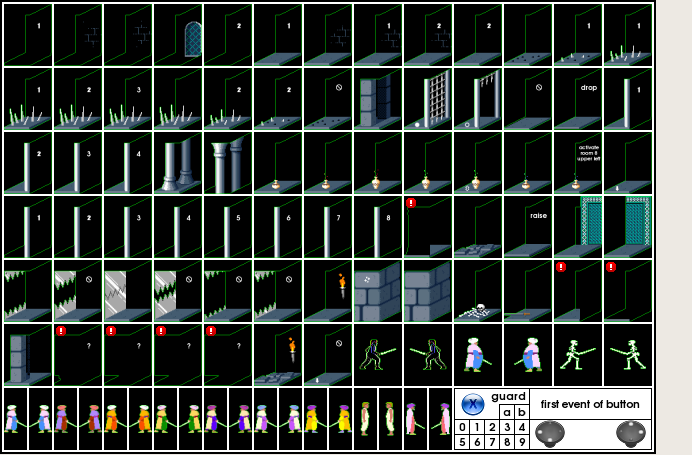 1 2 1 1 2 2 1 1
1 2 3 1 2 2 drop 1
2 3 4 activate
room 8
upper left
1 2 3 4 5 6 7 8 ! raise
! !
! ? ! ? ! ? ! ?
X guard
a b first event of button
0 1 2 3 4
5 6 7 8 9